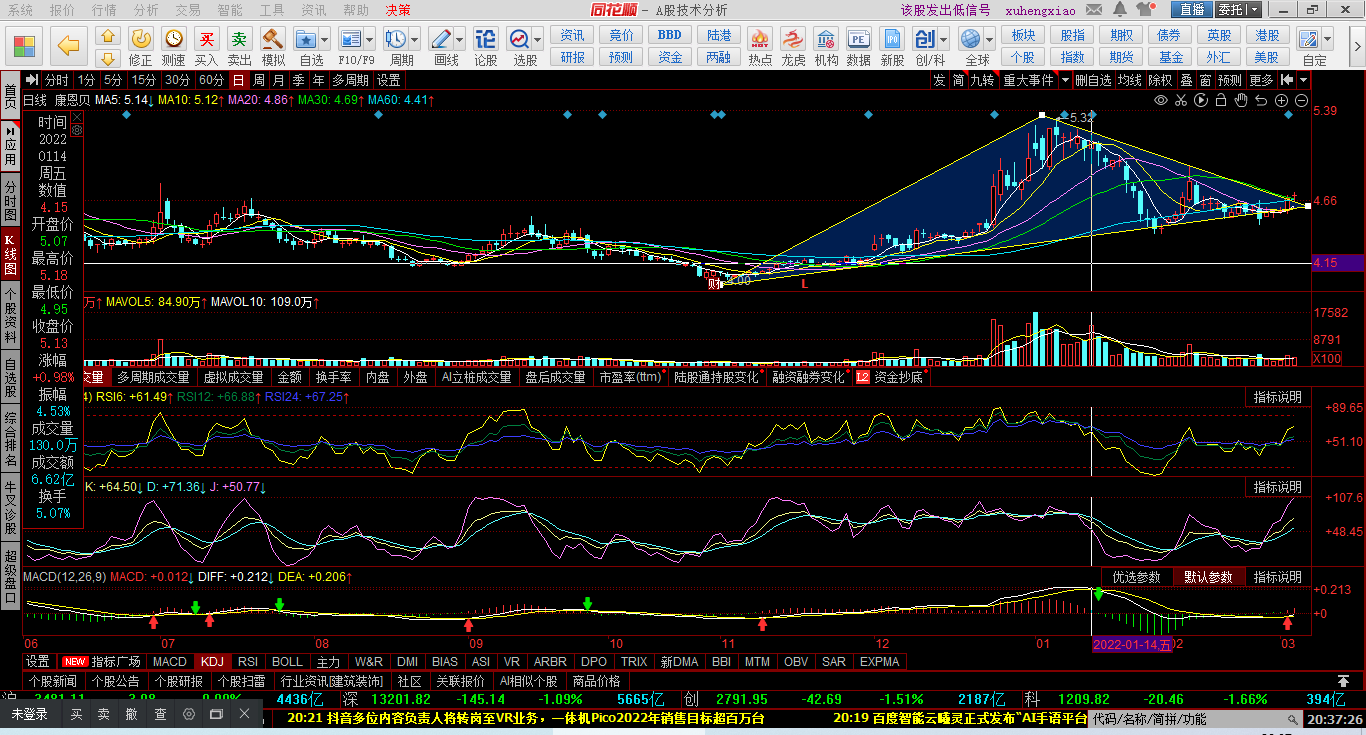 系统 报价 行情 分析 交易 智能 工具 资讯 帮助 决策 同花顺 - A股技术分析 该股发出低信号 xuhengxiao 直播 委托
资讯 竞价 BBD 陆港 板块 股指 期权 债券 英股 港股
买 卖 HOT PE IPO
修正 测速 买入 卖出 模拟 自选 F10/F9 周期 画线 论股 选股 研报 预测 资金 两融 热点 龙虎 机构 数据 新股 创/科 全球 个股 指数 期货 基金 外汇 美股 自定
首页
应用
分时图
K线图
个股资料
自选股
综合排名
牛叉诊股
超级盘口
分时 1分 5分 15分 30分 60分 日 周 月 季 年 多周期 设置 发 简 九转 重大事件 删自选 均线 除权 叠 窗 预测 更多
日线 康恩贝 MA5: 5.14↓ MA10: 5.12↑ MA20: 4.86↑ MA30: 4.69↑ MA60: 4.41↑
时间
2022
0114
周五
数值
4.15
开盘价
5.07
最高价
5.18
最低价
4.95
收盘价
5.13
涨幅
+0.98%
振幅
4.53%
成交量
130.0万
成交额
6.62亿
换手
5.07%
5.39
5.32
4.66
4.15
财
4.00
L
万↑ MAVOL5: 84.90万↑ MAVOL10: 109.0万↑
17582
8791
X100
交量 多周期成交量 虚拟成交量 金额 换手率 内盘 外盘 AI立桩成交量 盘后成交量 市盈率(ttm) 陆股通持股变化 融资融券变化 L2 资金抄底
4) RSI6: +61.49↑ RSI12: +66.88↑ RSI24: +67.25↑ 指标说明
+89.65
+51.10
K: +64.50↓ D: +71.36↓ J: +50.77↓ 指标说明
+107.6
+48.45
MACD(12,26,9) MACD: +0.012↓ DIFF: +0.212↓ DEA: +0.206↑ 优选参数 默认参数 指标说明
+0.213
+0
06 07 08 09 10 11 12 01 2022-01-14,五 02 03
设置 NEW 指标广场 MACD KDJ RSI BOLL 主力 W&R DMI BIAS ASI VR ARBR DPO TRIX 新DMA BBI MTM OBV SAR EXPMA
个股新闻 个股公告 个股研报 个股扫雷 行业资讯[建筑装饰] 社区 关联报价 AI相似个股 商品价格
沪 3481.11 4436亿 深 13201.82 -145.14 -1.09% 5665亿 创 2791.95 -42.69 -1.51% 2187亿 科 1209.82 -20.46 -1.66% 394亿
未登录 买 卖 撤 查 20:21 抖音多位内容负责人将转岗至VR业务，一体机Pico2022年销售目标超百万台 20:19 百度智能云曦灵正式发布"AI手语平台 代码/名称/简拼/功能 20:37:26